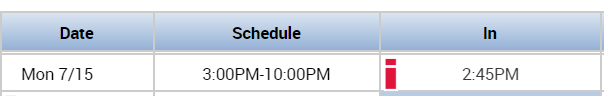 Date Schedule In
Mon 7/15 3:00PM-10:00PM 2:45PM